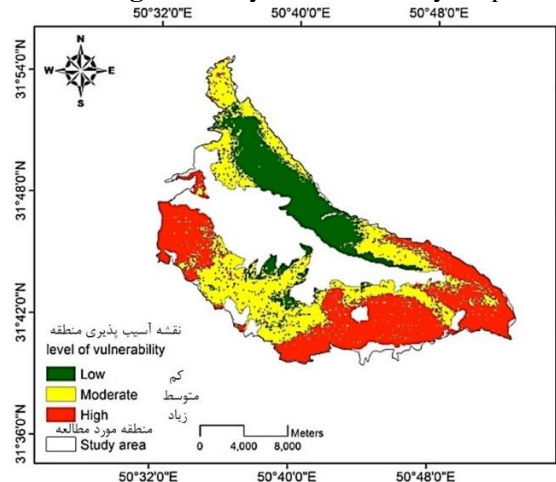 50°32'0"E 50°40'0"E 50°48'0"E
N
W E
S
31°54'0"N
31°48'0"N
31°42'0"N
31°36'0"N
نقشه آسیب پذیری منطقه
level of vulnerability
Low کم
Moderate متوسط
High زیاد
منطقه مورد مطالعه
Study area
Meters
0 4,000 8,000
50°32'0"E 50°40'0"E 50°48'0"E